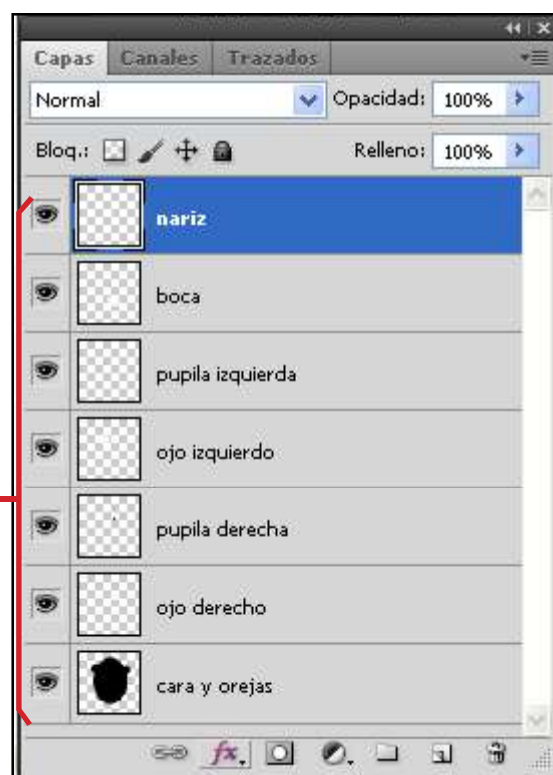 Capas Canales Trazados
Normal Opacidad: 100%
Bloq.: Relleno: 100%
nariz
boca
pupila izquierda
ojo izquierdo
pupila derecha
ojo derecho
cara y orejas
fx.